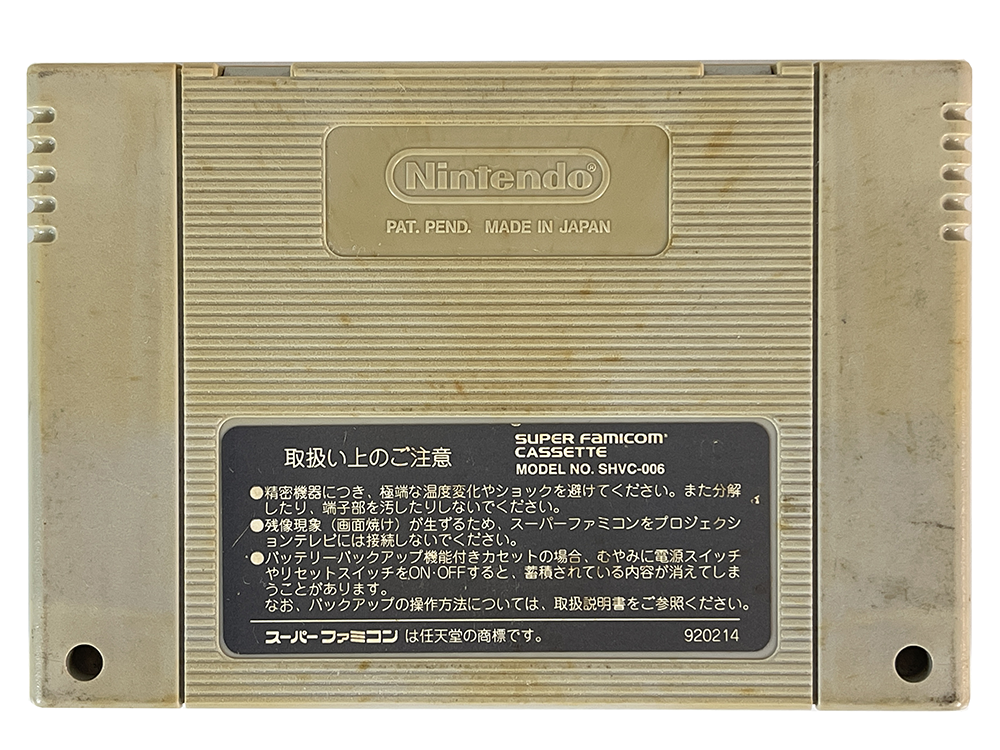 Nintendo®
PAT. PEND. MADE IN JAPAN
取扱い上のご注意
SUPER FAMICOM
CASSETTE
MODEL NO. SHVC-006
●精密機器につき、極端な温度変化やショックを避けてください。また分解
したり、端子部を汚したりしないでください。
●残像現象（画面焼け）が生ずるため、スーパーファミコンをプロジェクシ
ョンテレビには接続しないでください。
●バッテリーバックアップ機能付きカセットの場合、むやみに電源スイッチ
やリセットスイッチをON・OFFすると、蓄積されている内容が消えてしま
うことがあります。
なお、バックアップの操作方法については、取扱説明書をご参照ください。
スーパーファミコン は任天堂の商標です。
920214